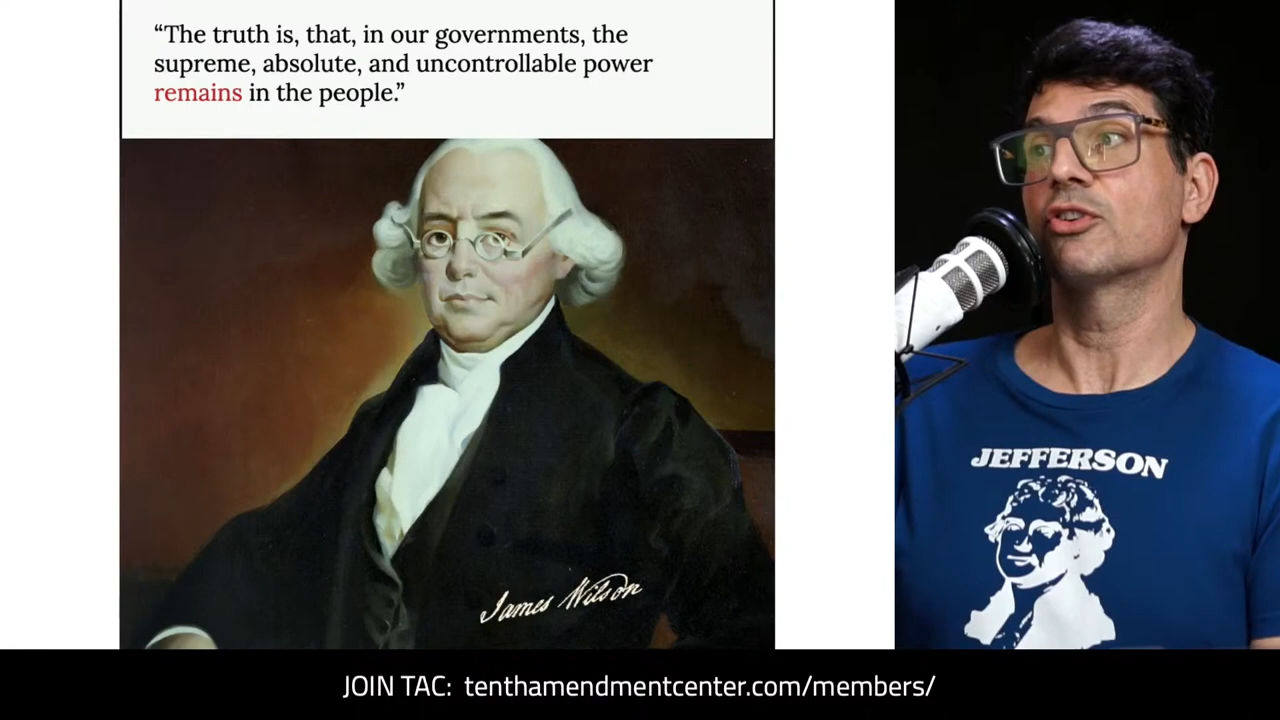 “The truth is, that, in our governments, the
supreme, absolute, and uncontrollable power
remains in the people.”
James Wilson
JEFFERSON
JOIN TAC: tenthamendmentcenter.com/members/